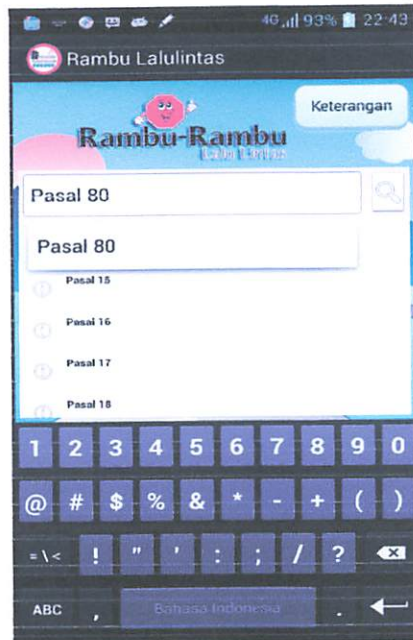 4G 93% 22:43
Rambu Lalulintas
Keterangan
Rambu-Rambu
Lalu Lintas
Pasal 80
Pasal 80
Pasal 15
Pasal 16
Pasal 17
Pasal 18
1 2 3 4 5 6 7 8 9 0
@ # $ % & * - + ( )
= \ < ! " ' : ; / ?
ABC , Bahasa Indonesia .